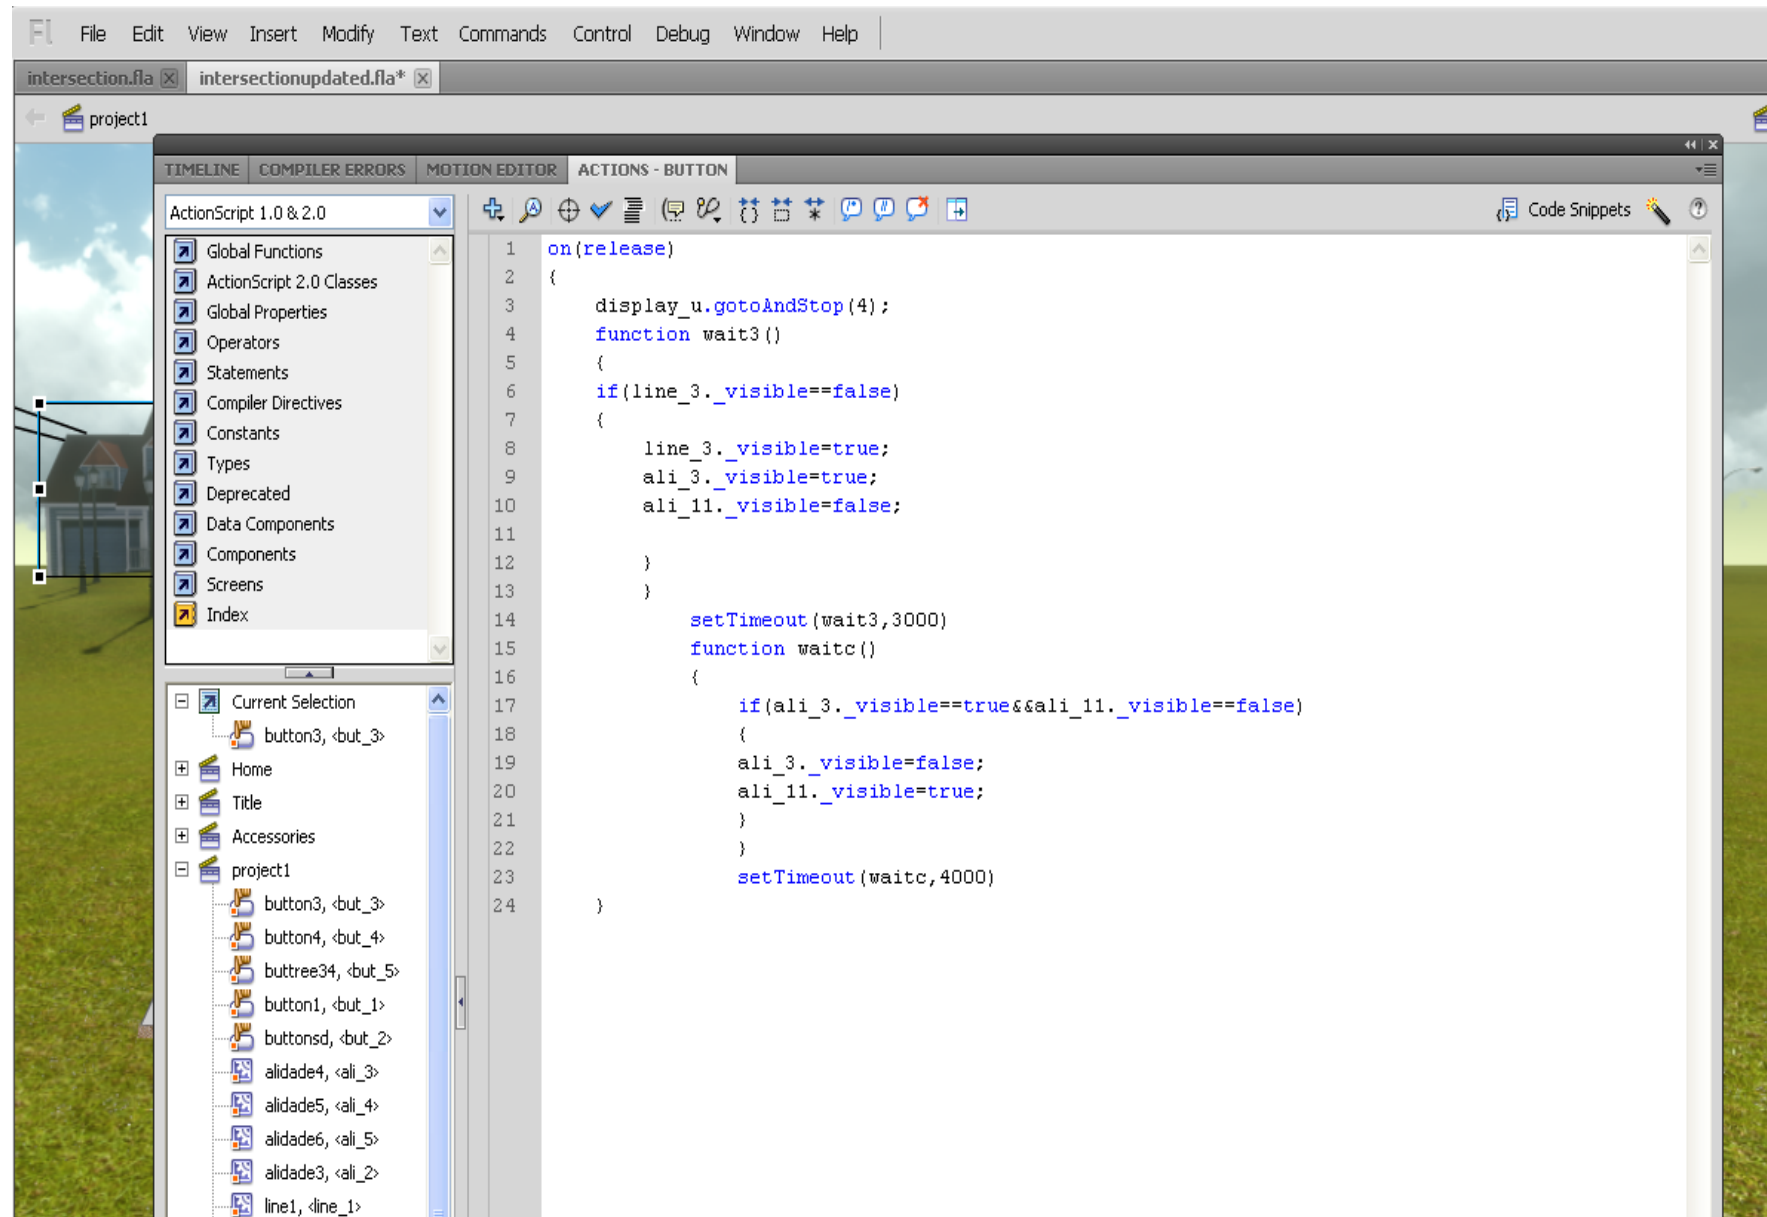 Fl File Edit View Insert Modify Text Commands Control Debug Window Help
intersection.fla intersectionupdated.fla*
project1
TIMELINE COMPILER ERRORS MOTION EDITOR ACTIONS - BUTTON
ActionScript 1.0 & 2.0
Code Snippets
Global Functions
ActionScript 2.0 Classes
Global Properties
Operators
Statements
Compiler Directives
Constants
Types
Deprecated
Data Components
Components
Screens
Index
Current Selection
button3, <but_3>
Home
Title
Accessories
project1
button3, <but_3>
button4, <but_4>
buttree34, <but_5>
button1, <but_1>
buttonsd, <but_2>
alidade4, <ali_3>
alidade5, <ali_4>
alidade6, <ali_5>
alidade3, <ali_2>
line1, <line_1>
1 on(release)
2 {
3 display_u.gotoAndStop(4);
4 function wait3()
5 {
6 if(line_3._visible==false)
7 {
8 line_3._visible=true;
9 ali_3._visible=true;
10 ali_11._visible=false;
11
12 }
13 }
14 setTimeout(wait3,3000)
15 function waitc()
16 {
17 if(ali_3._visible==true&&ali_11._visible==false)
18 {
19 ali_3._visible=false;
20 ali_11._visible=true;
21 }
22 }
23 setTimeout(waitc,4000)
24 }